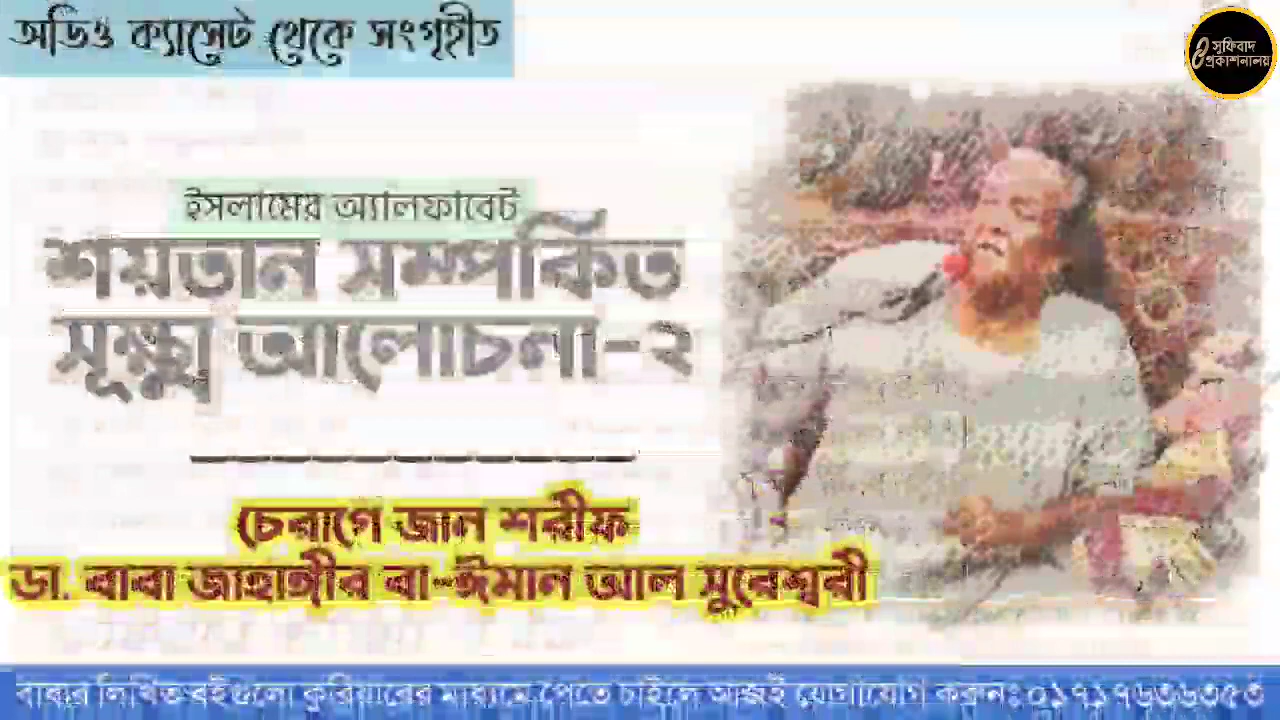 অডিও ক্যাসেট থেকে সংগৃহীত
সুফিবাদ
প্রকাশনালয়
ইসলামের অ্যালফাবেট
শয়তান সম্পর্কিত
সূক্ষ্ম আলোচনা-২
চেরাগে জান শরীফ
ডা. বাবা জাহাঙ্গীর বা-ঈমান আল সুরেশ্বরী
বাবার লিখিত বইগুলো কুরিয়ারের মাধ্যমে পেতে চাইলে আজই যোগাযোগ করুন: ০১৭১৭৬৩৬৩৫৩